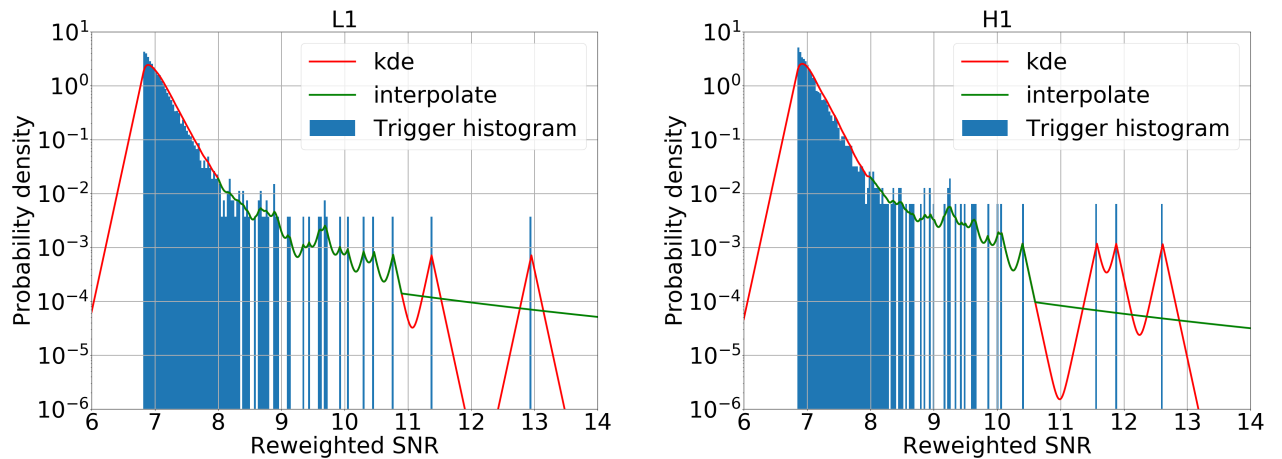 L1
kde
interpolate
Trigger histogram
Probability density
10^1
10^0
10^-1
10^-2
10^-3
10^-4
10^-5
10^-6
6 7 8 9 10 11 12 13 14
Reweighted SNR
H1
kde
interpolate
Trigger histogram
Probability density
10^1
10^0
10^-1
10^-2
10^-3
10^-4
10^-5
10^-6
6 7 8 9 10 11 12 13 14
Reweighted SNR